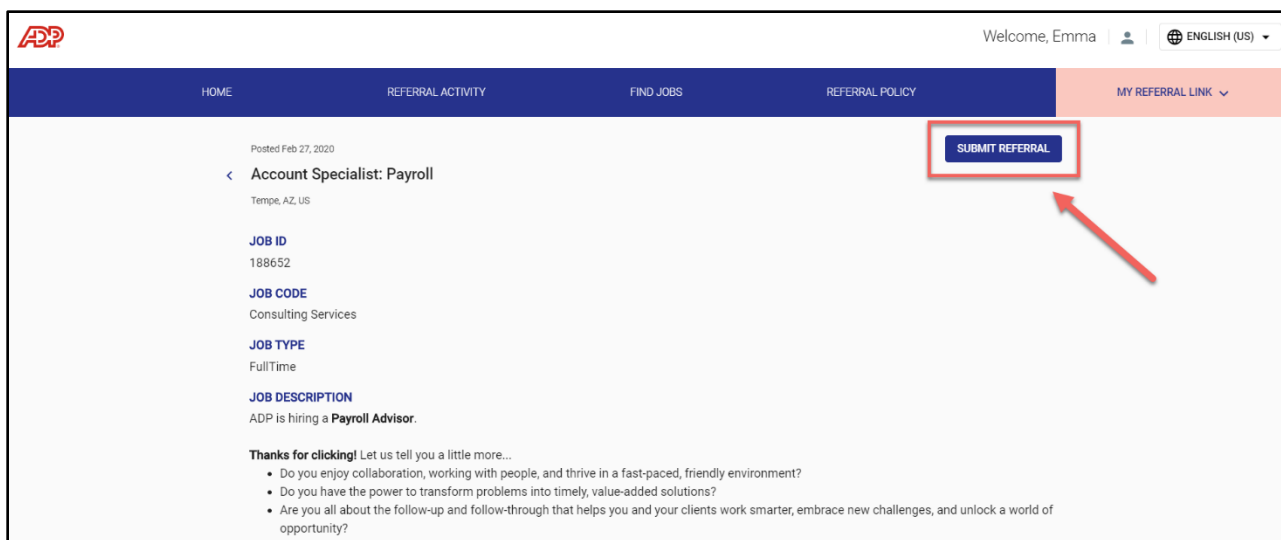 ADP
Welcome, Emma
ENGLISH (US)
HOME
REFERRAL ACTIVITY
FIND JOBS
REFERRAL POLICY
MY REFERRAL LINK
Posted Feb 27, 2020
SUBMIT REFERRAL
Account Specialist: Payroll
Tempe, AZ, US
JOB ID
188652
JOB CODE
Consulting Services
JOB TYPE
FullTime
JOB DESCRIPTION
ADP is hiring a Payroll Advisor.
Thanks for clicking! Let us tell you a little more...
• Do you enjoy collaboration, working with people, and thrive in a fast-paced, friendly environment?
• Do you have the power to transform problems into timely, value-added solutions?
• Are you all about the follow-up and follow-through that helps you and your clients work smarter, embrace new challenges, and unlock a world of
opportunity?